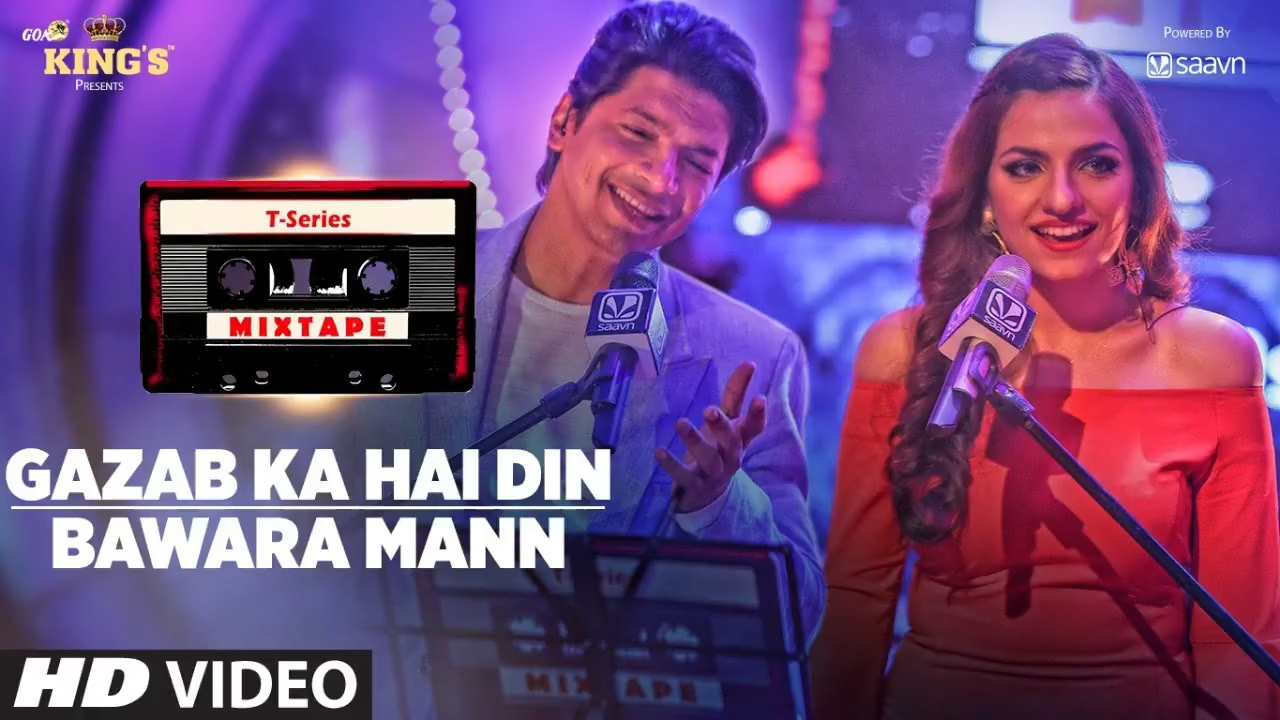 GOA
KING'S™
PRESENTS
POWERED BY
saavn
T-Series
MIXTAPE
saavn
saavn
GAZAB KA HAI DIN
BAWARA MANN
MIXTAPE
HD VIDEO